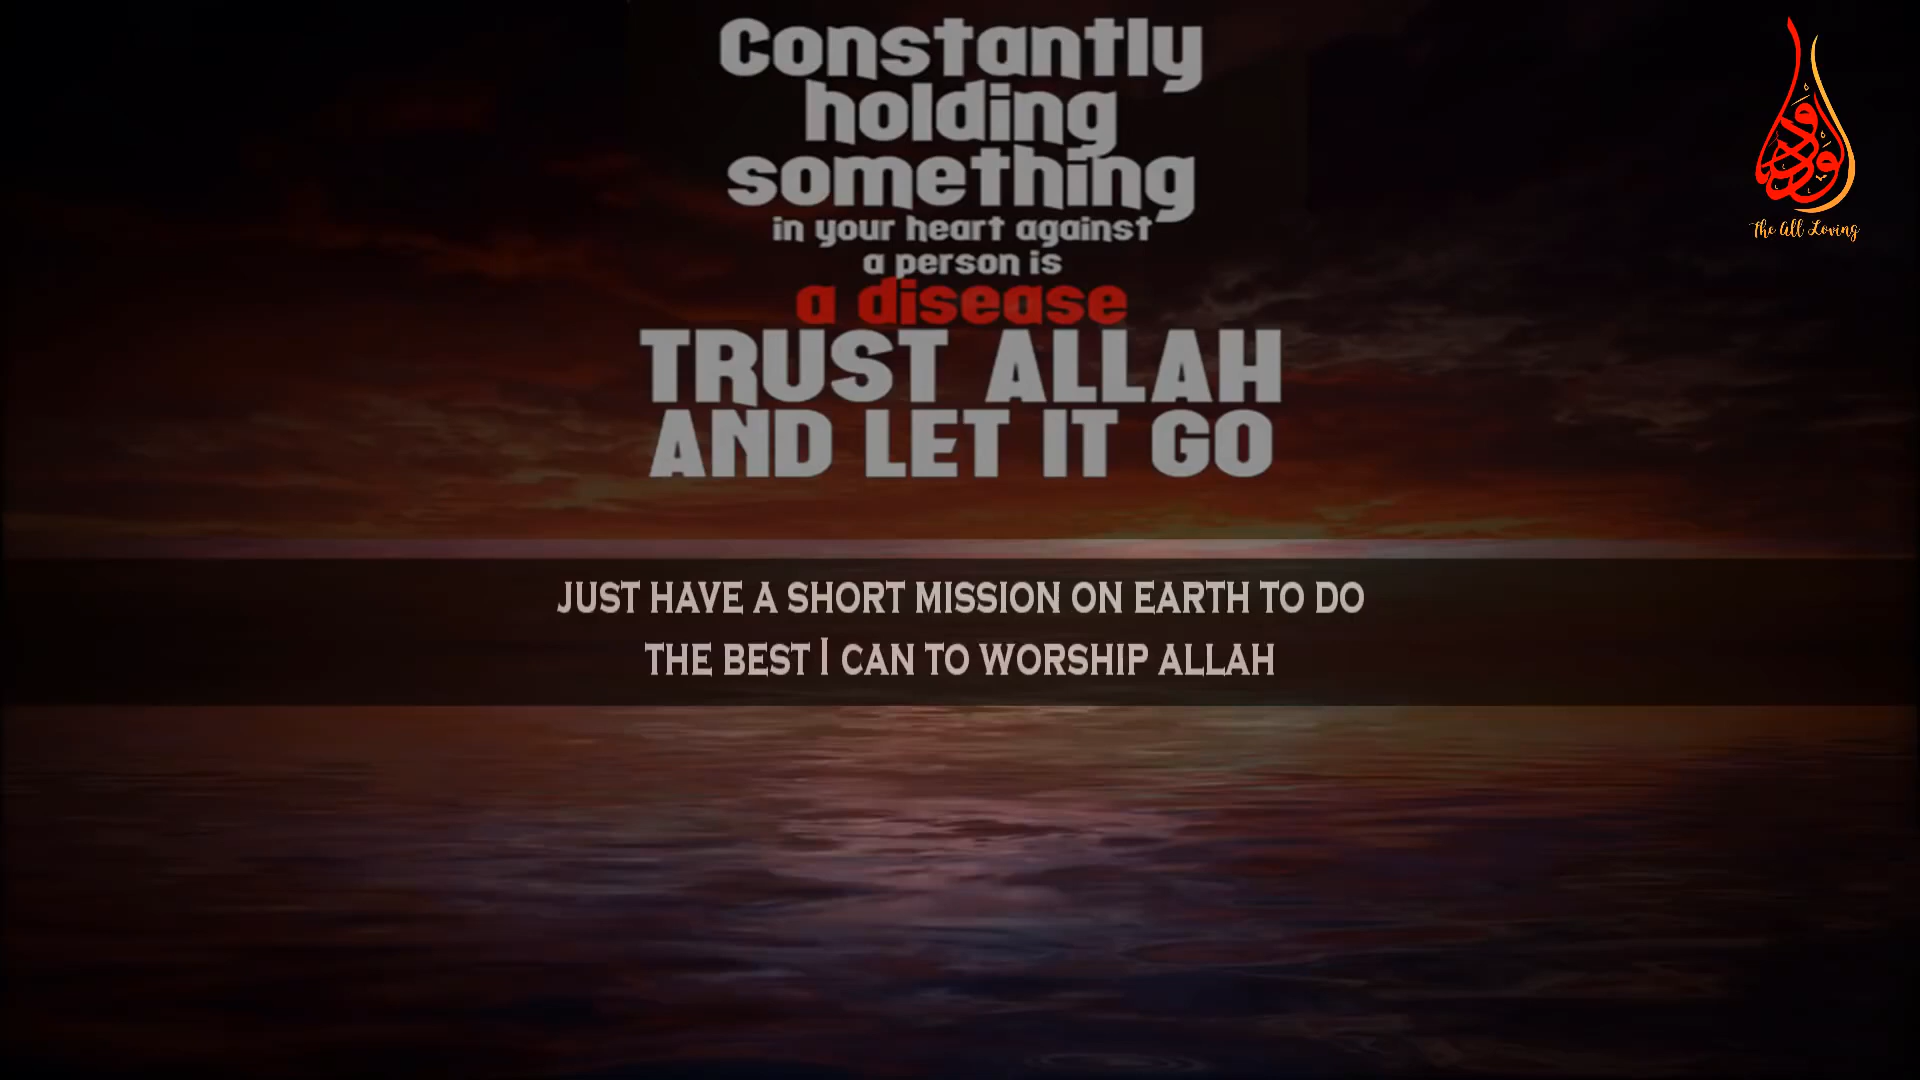 Constantly
holding
something
in your heart against
a person is
a disease
TRUST ALLAH
AND LET IT GO
The All Loving
JUST HAVE A SHORT MISSION ON EARTH TO DO
THE BEST I CAN TO WORSHIP ALLAH